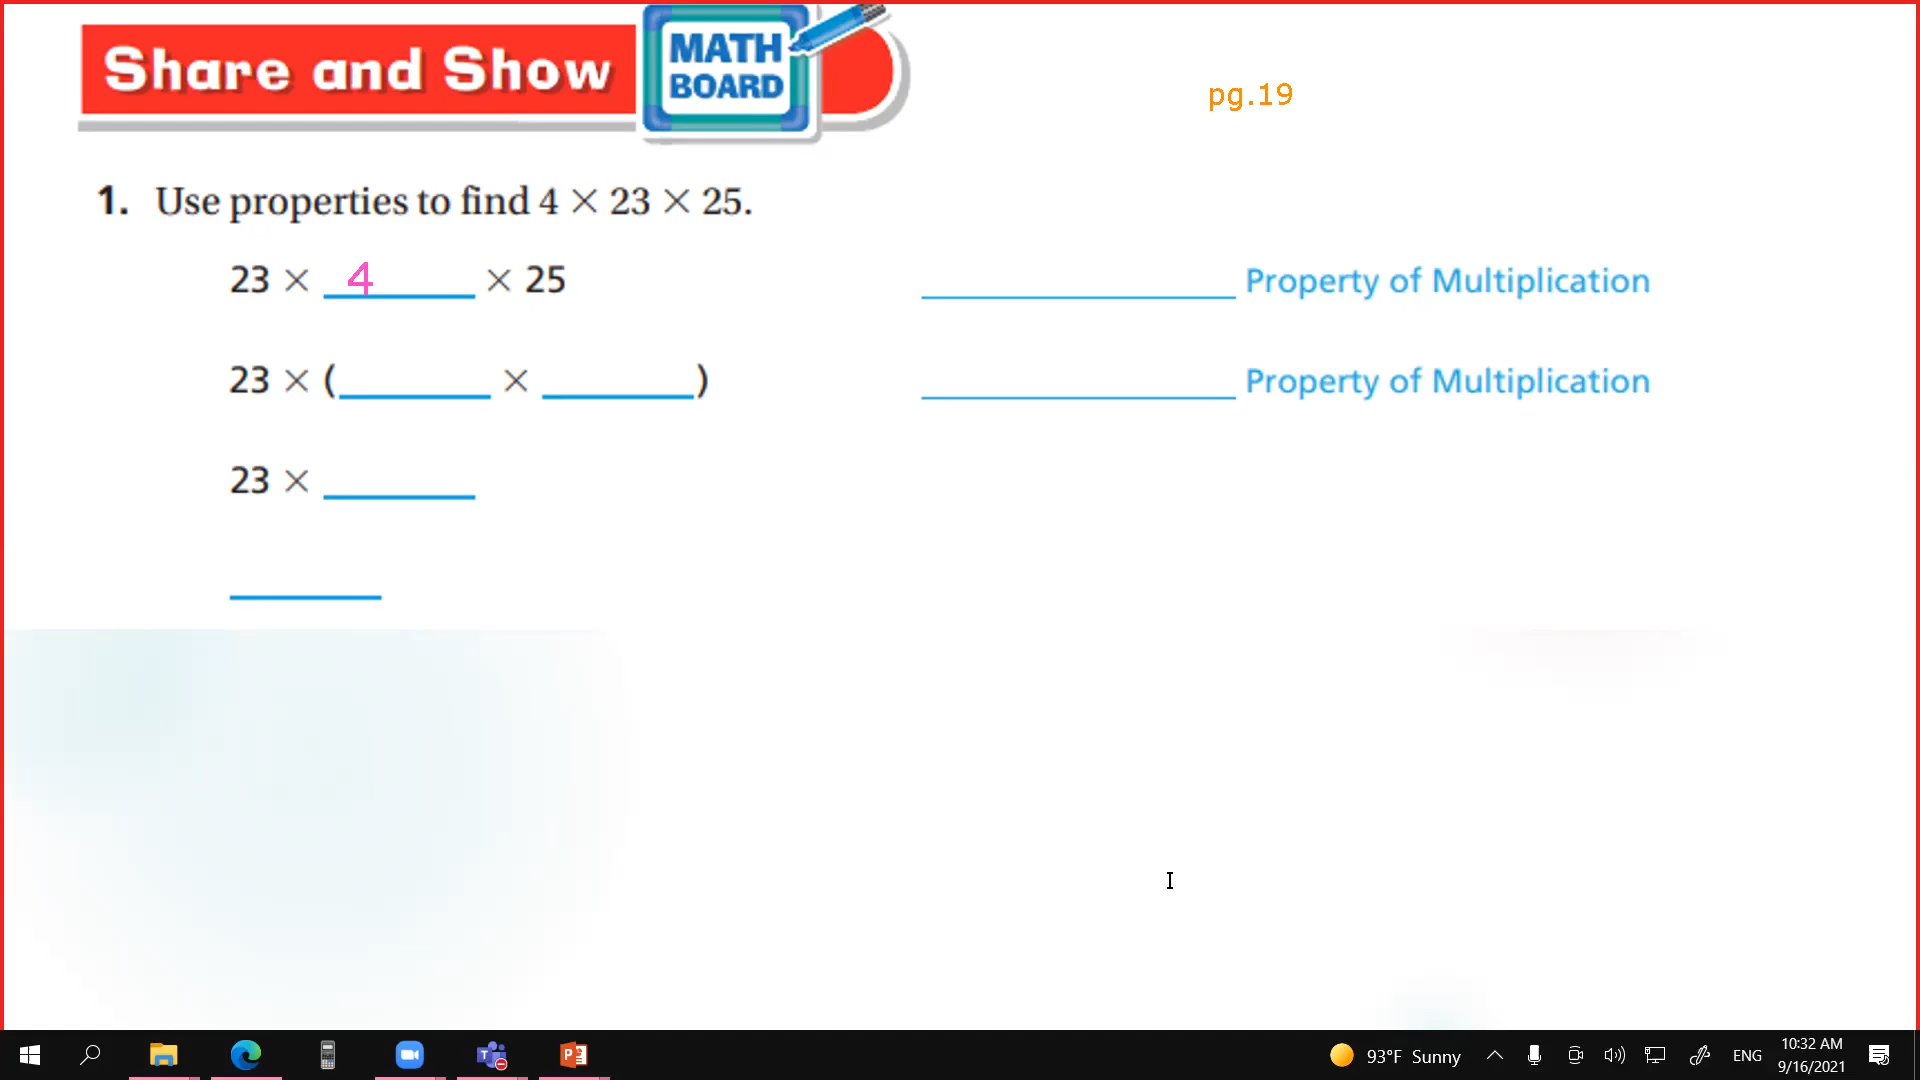 Share and Show
MATH
BOARD
pg.19
1. Use properties to find 4 × 23 × 25.
23 × 4 × 25 Property of Multiplication
23 × ( × ) Property of Multiplication
23 ×
93°F Sunny
ENG
10:32 AM
9/16/2021